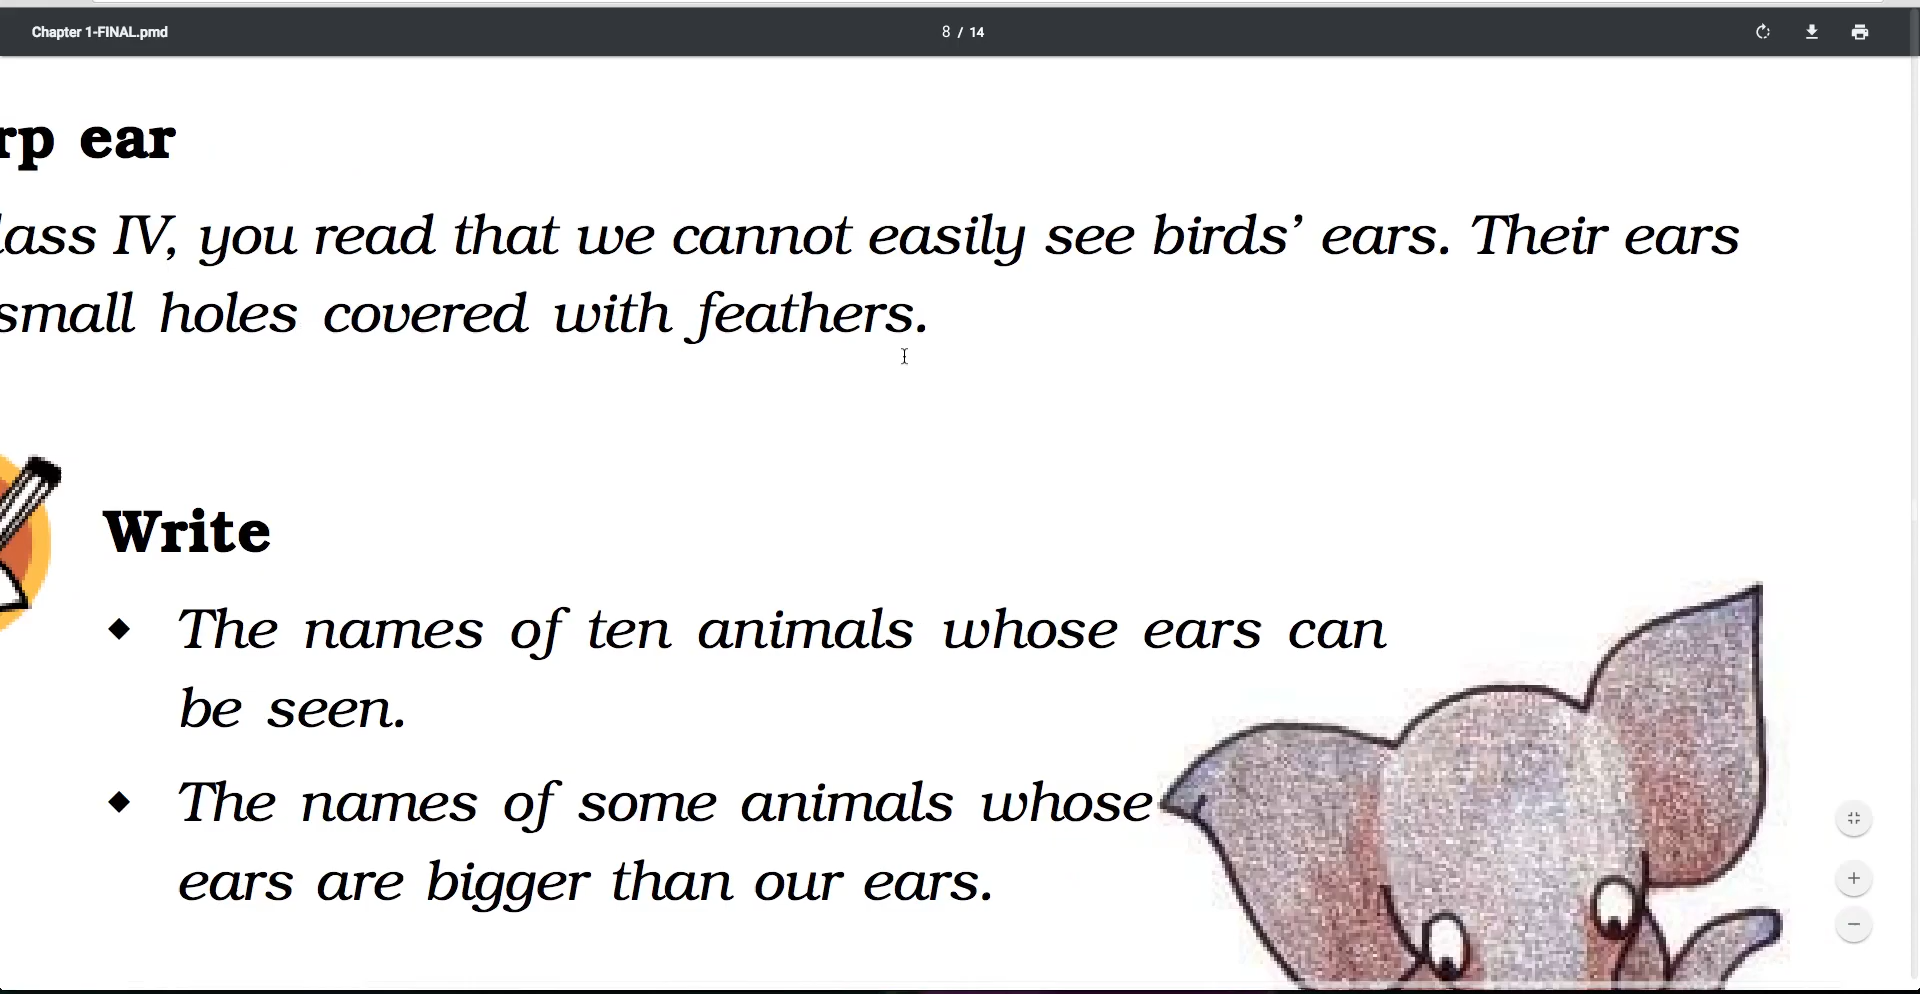 Chapter 1-FINAL.pmd
8 / 14
rp ear
lass IV, you read that we cannot easily see birds’ ears. Their ears
small holes covered with feathers.
Write
◆ The names of ten animals whose ears can
be seen.
◆ The names of some animals whose
ears are bigger than our ears.